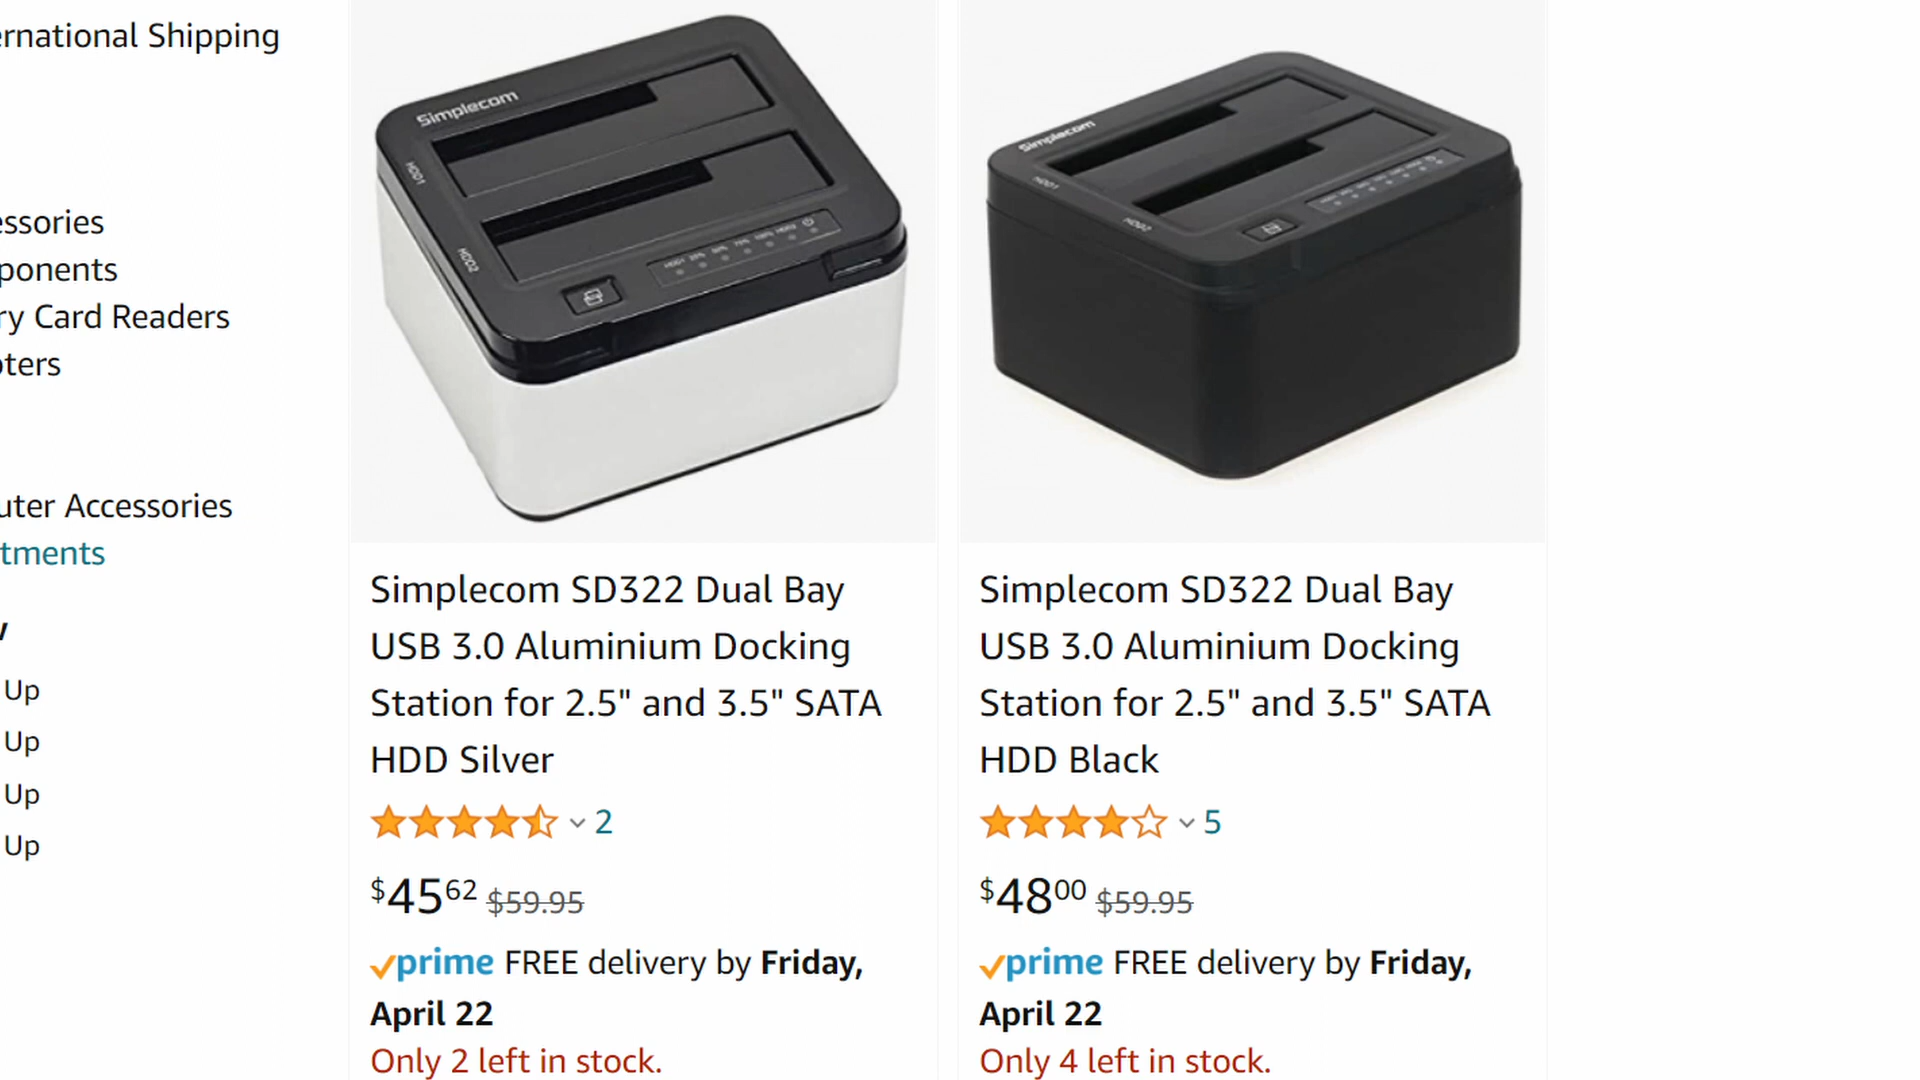 ernational Shipping
essories
ponents
ry Card Readers
pters
uter Accessories
tments
Up
Up
Up
Up
Simplecom
HDD1
HDD2
Simplecom
HDD1
HDD2
Simplecom SD322 Dual Bay
USB 3.0 Aluminium Docking
Station for 2.5" and 3.5" SATA
HDD Silver
2
$45 62 $59.95
prime FREE delivery by Friday,
April 22
Only 2 left in stock.
Simplecom SD322 Dual Bay
USB 3.0 Aluminium Docking
Station for 2.5" and 3.5" SATA
HDD Black
5
$48 00 $59.95
prime FREE delivery by Friday,
April 22
Only 4 left in stock.